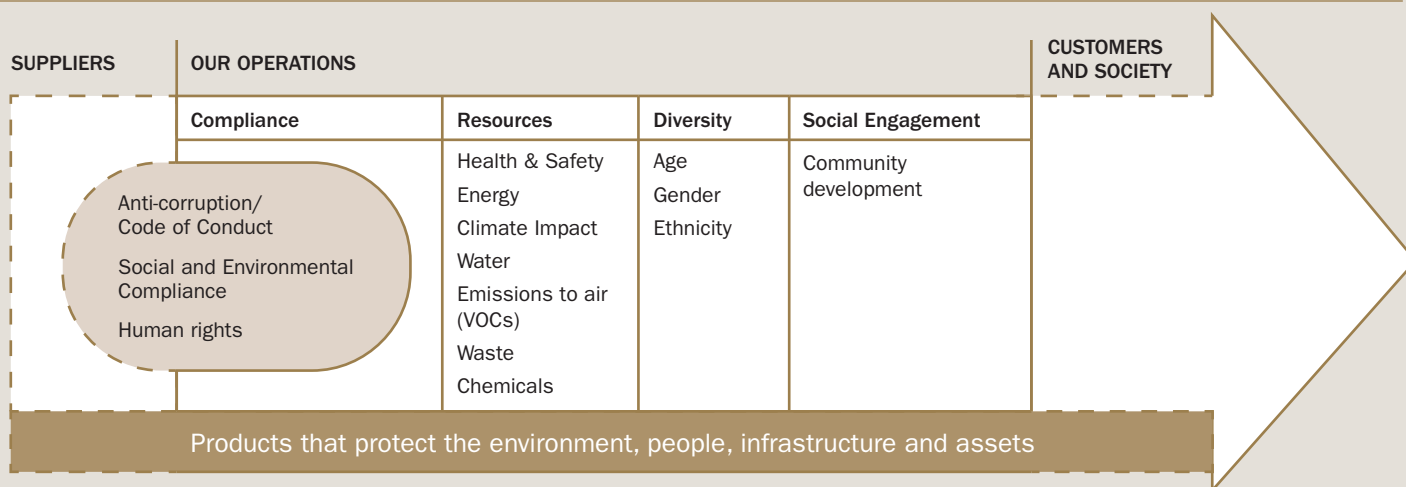 SUPPLIERS
OUR OPERATIONS
CUSTOMERS
AND SOCIETY
Compliance
Anti-corruption/
Code of Conduct
Social and Environmental
Compliance
Human rights
Resources
Health & Safety
Energy
Climate Impact
Water
Emissions to air
(VOCs)
Waste
Chemicals
Diversity
Age
Gender
Ethnicity
Social Engagement
Community
development
Products that protect the environment, people, infrastructure and assets